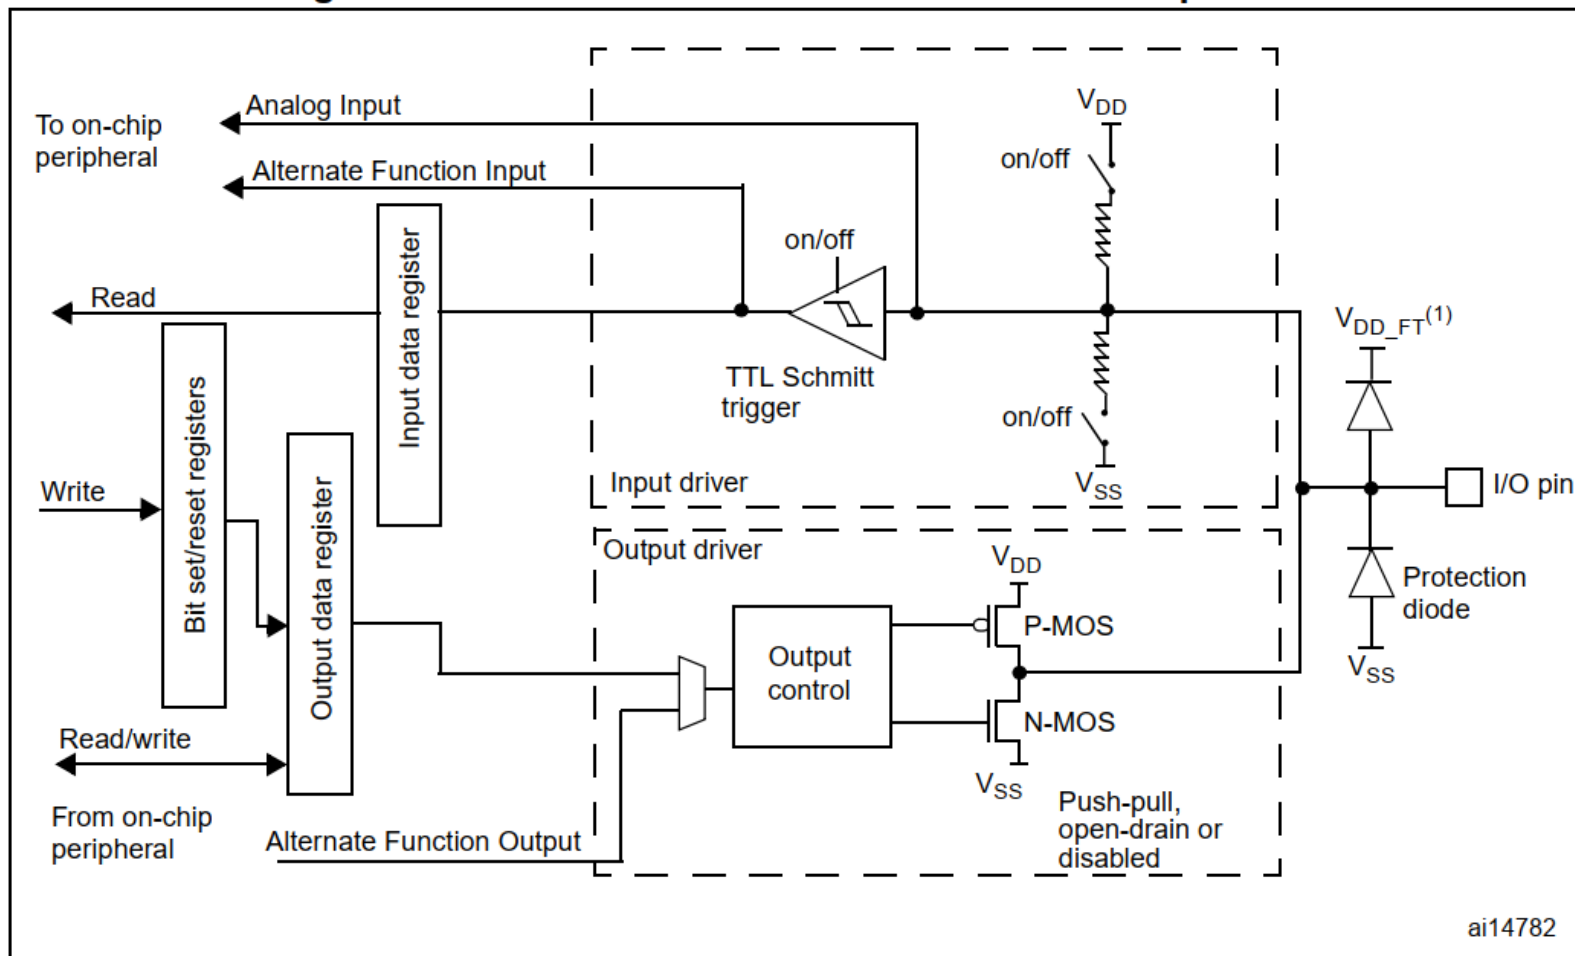 To on-chip
peripheral
Analog Input
Alternate Function Input
Read
Input data register
on/off
TTL Schmitt
trigger
VDD
on/off
on/off
VSS
Input driver
VDD_FT(1)
I/O pin
Protection
diode
VSS
Write
Bit set/reset registers
Output data register
Read/write
From on-chip
peripheral
Alternate Function Output
Output driver
Output
control
VDD
P-MOS
N-MOS
VSS
Push-pull,
open-drain or
disabled
ai14782